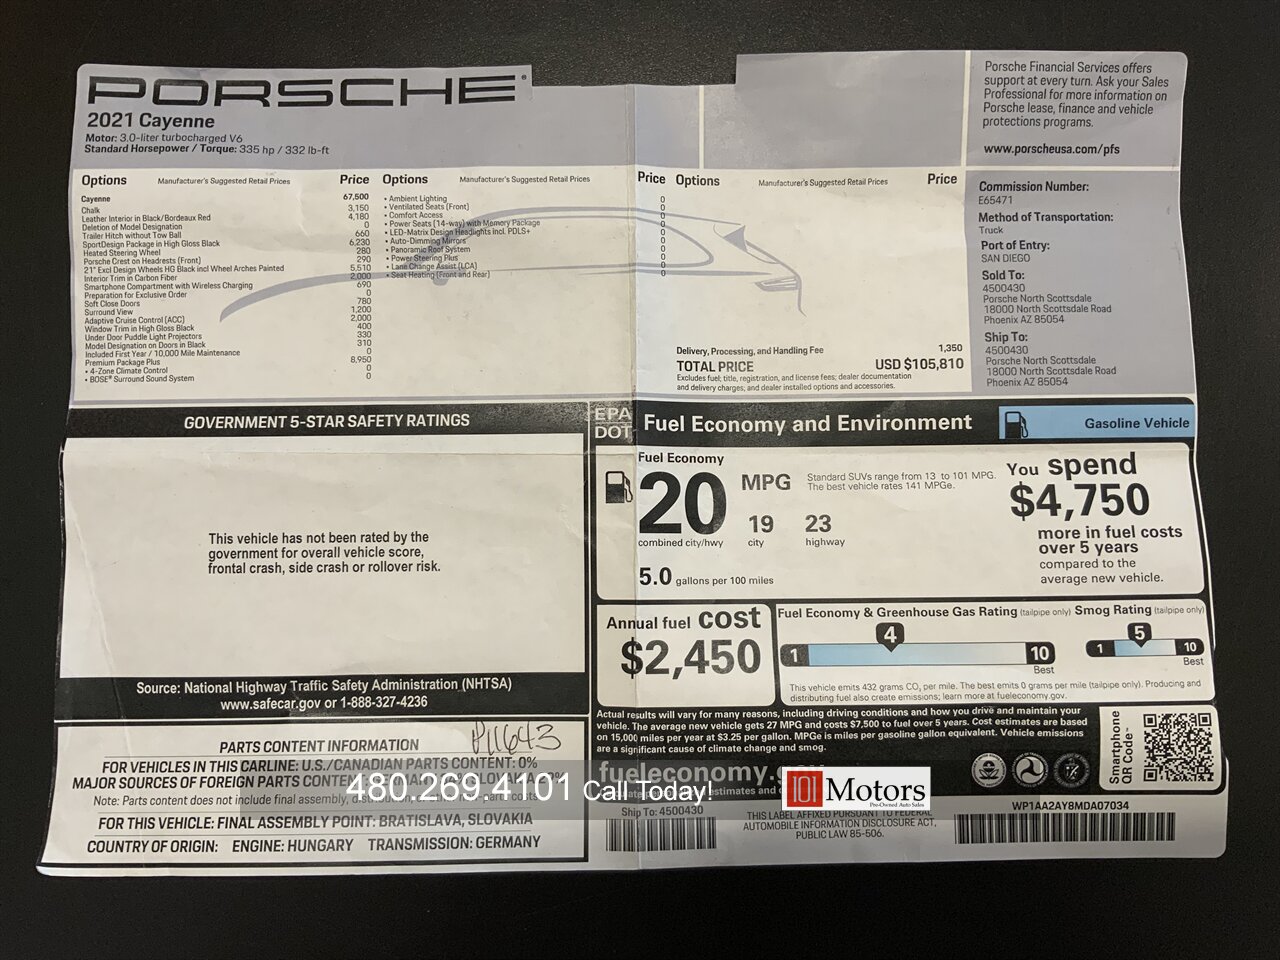 PORSCHE®
2021 Cayenne
Motor: 3.0-liter turbocharged V6
Standard Horsepower / Torque: 335 hp / 332 lb-ft
Porsche Financial Services offers
support at every turn. Ask your Sales
Professional for more information on
Porsche lease, finance and vehicle
protections programs.
www.porscheusa.com/pfs
Options Manufacturer's Suggested Retail Prices Price
Cayenne 67,500
Chalk 3,150
Leather Interior in Black/Bordeaux Red 4,180
Deletion of Model Designation 0
Trailer Hitch without Tow Ball 660
SportDesign Package in High Gloss Black 6,230
Heated Steering Wheel 280
Porsche Crest on Headrests (Front) 290
21" Excl Design Wheels HG Black incl Wheel Arches Painted 5,510
Interior Trim in Carbon Fiber 2,000
Smartphone Compartment with Wireless Charging 690
Preparation for Exclusive Order 0
Soft Close Doors 780
Surround View 1,200
Adaptive Cruise Control (ACC) 2,000
Window Trim in High Gloss Black 400
Under Door Puddle Light Projectors 330
Model Designation on Doors in Black 310
Included First Year / 10,000 Mile Maintenance 0
Premium Package Plus 8,950
• 4-Zone Climate Control 0
• BOSE® Surround Sound System 0
Options Manufacturer's Suggested Retail Prices Price
• Ambient Lighting 0
• Ventilated Seats (Front) 0
• Comfort Access 0
• Power Seats (14-way) with Memory Package 0
• LED-Matrix Design Headlights incl. PDLS+ 0
• Auto-Dimming Mirrors 0
• Panoramic Roof System 0
• Power Steering Plus 0
• Lane Change Assist (LCA) 0
• Seat Heating (Front and Rear) 0
Options Manufacturer's Suggested Retail Prices Price
Delivery, Processing, and Handling Fee 1,350
TOTAL PRICE USD $105,810
Excludes fuel; title, registration, and license fees; dealer documentation
and delivery charges; and dealer installed options and accessories.
Commission Number:
E65471
Method of Transportation:
Truck
Port of Entry:
SAN DIEGO
Sold To:
4500430
Porsche North Scottsdale
18000 North Scottsdale Road
Phoenix AZ 85054
Ship To:
4500430
Porsche North Scottsdale
18000 North Scottsdale Road
Phoenix AZ 85054
GOVERNMENT 5-STAR SAFETY RATINGS
This vehicle has not been rated by the
government for overall vehicle score,
frontal crash, side crash or rollover risk.
Source: National Highway Traffic Safety Administration (NHTSA)
www.safecar.gov or 1-888-327-4236
EPA
DOT
Fuel Economy and Environment
Gasoline Vehicle
Fuel Economy
20 MPG
combined city/hwy
19
city
23
highway
5.0 gallons per 100 miles
Standard SUVs range from 13 to 101 MPG.
The best vehicle rates 141 MPGe.
You spend
$4,750
more in fuel costs
over 5 years
compared to the
average new vehicle.
Annual fuel cost
$2,450
Fuel Economy & Greenhouse Gas Rating (tailpipe only)
1 4 10
Best
Smog Rating (tailpipe only)
1 5 10
Best
This vehicle emits 432 grams CO2 per mile. The best emits 0 grams per mile (tailpipe only). Producing and
distributing fuel also create emissions; learn more at fueleconomy.gov.
Actual results will vary for many reasons, including driving conditions and how you drive and maintain your
vehicle. The average new vehicle gets 27 MPG and costs $7,500 to fuel over 5 years. Cost estimates are based
on 15,000 miles per year at $3.25 per gallon. MPGe is miles per gasoline gallon equivalent. Vehicle emissions
are a significant cause of climate change and smog.
fueleconomy.gov
estimates and
Smartphone
QR Code™
PARTS CONTENT INFORMATION
P11643
FOR VEHICLES IN THIS CARLINE: U.S./CANADIAN PARTS CONTENT: 0%
MAJOR SOURCES OF FOREIGN PARTS
Note: Parts content does not include final assembly,
FOR THIS VEHICLE: FINAL ASSEMBLY POINT: BRATISLAVA, SLOVAKIA
COUNTRY OF ORIGIN: ENGINE: HUNGARY TRANSMISSION: GERMANY
Ship To: 4500430
THIS LABEL AFFIXED PURSUANT TO FEDERAL
AUTOMOBILE INFORMATION DISCLOSURE ACT,
PUBLIC LAW 85-506.
WP1AA2AY8MDA07034
480.269.4101 Call Today!
101 Motors
Pre-Owned Auto Sales